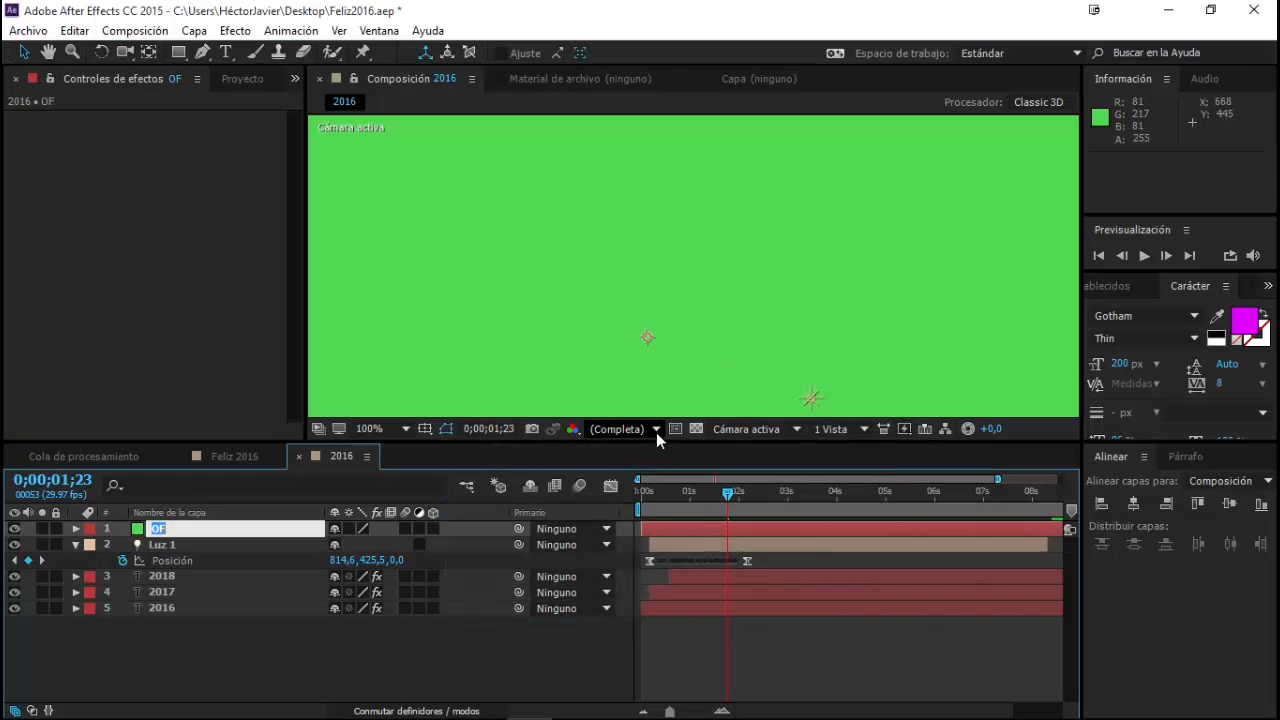 Adobe After Effects CC 2015 - C:\Users\HéctorJavier\Desktop\Feliz2016.aep *
Archivo Editar Composición Capa Efecto Animación Ver Ventana Ayuda
Ajuste Espacio de trabajo: Estándar Buscar en la Ayuda
Controles de efectos OF Proyecto Composición 2016 Material de archivo (ninguno) Capa (ninguno) Información Audio
2016 • OF 2016 Procesador: Classic 3D
R: 81 X: 668
G: 217 Y: 445
B: 81
A: 255
Cámara activa
Previsualización
ablecidos Carácter
Gotham
Thin
200 px Auto
Medidas 8
- px
100% 0;00;01;23 (Completa) Cámara activa 1 Vista +0,0
Cola de procesamiento Feliz 2016 2016 Alinear Párrafo
0;00;01;23
00053 (29.97 fps)
Alinear capas para: Composición
:00s 01s 02s 03s 04s 05s 06s 07s 08s
# Nombre de la capa Primario
Distribuir capas:
1 OF Ninguno
2 Luz 1 Ninguno
Posición 814,6,425,5,0,0
3 T 2018 Ninguno
4 T 2017 Ninguno
5 T 2016 Ninguno
Conmutar definidores / modos